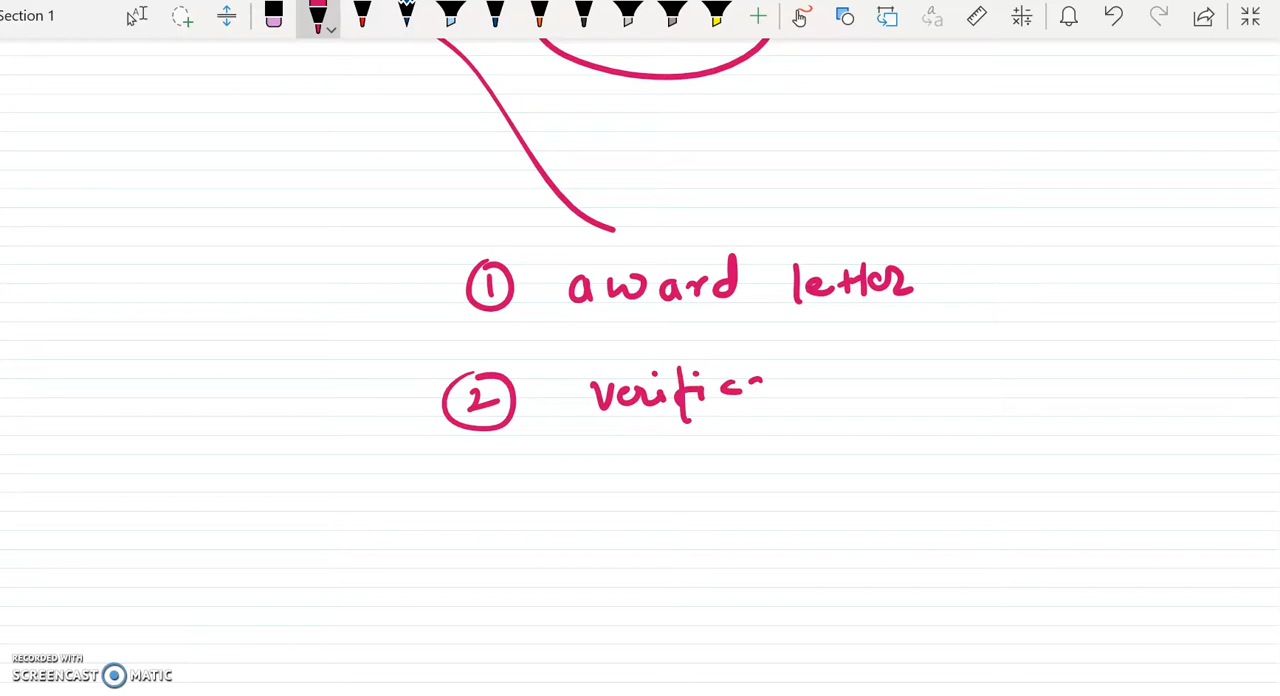 Section 1
① award letter
② verific
RECORDED WITH
SCREENCAST MATIC